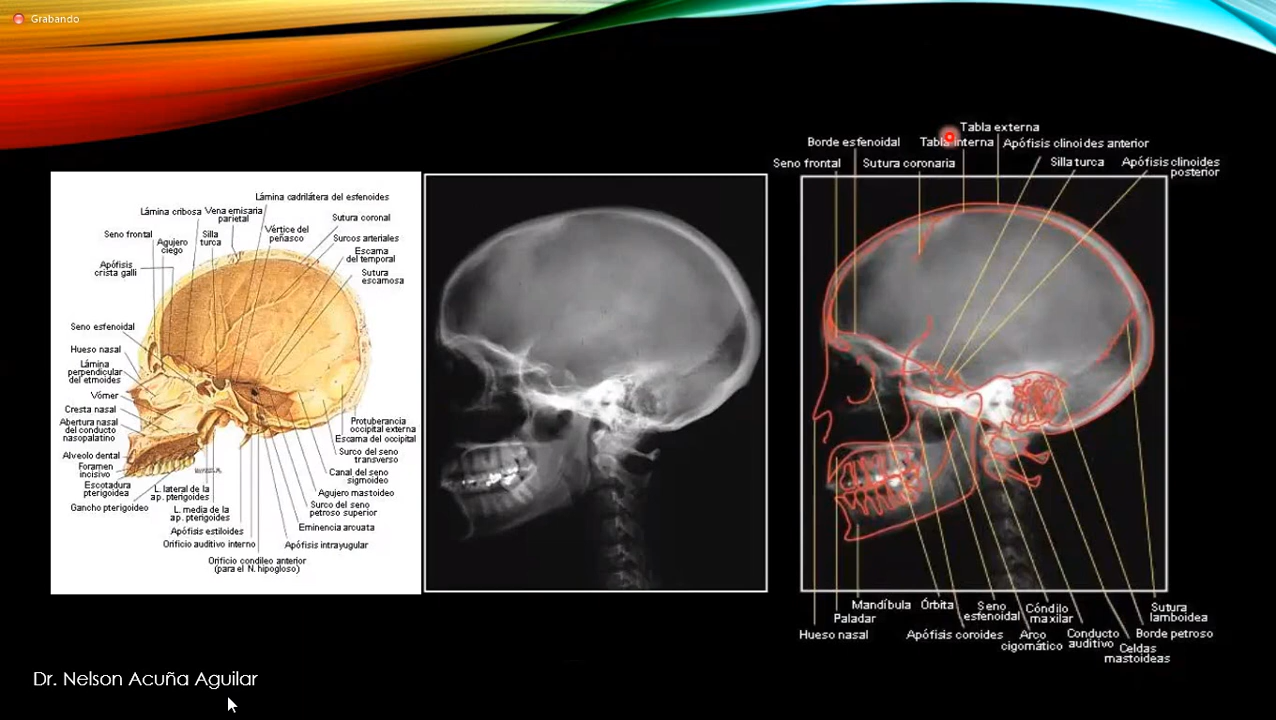 Grabando
Lámina cadrilátera del esfenoides
Lámina cribosa
Vena emisaria
parietal
Sutura coronal
Seno frontal
Agujero
ciego
Silla
turca
Vértice del
peñasco
Surcos arteriales
Escama
del temporal
Apófisis
crista galli
Sutura
escamosa
Seno esfenoidal
Hueso nasal
Lámina
perpendicular
del etmoides
Vómer
Cresta nasal
Abertura nasal
del conducto
nasopalatino
Alveolo dental
Foramen
incisivo
Escotadura
pterigoidea
Gancho pterigoideo
L. lateral de la
ap. pterigoides
L. media de la
ap. pterigoides
Apófisis estiloides
Orificio auditivo interno
Orificio condileo anterior
(para el N. hipogloso)
Protuberancia
occipital externa
Escama del occipital
Surco del seno
transverso
Canal del seno
sigmoideo
Agujero mastoideo
Surco del seno
petroso superior
Eminencia arcuata
Apófisis intrayugular
Tabla externa
Borde esfenoidal
Tabla interna
Apófisis clinoides anterior
Seno frontal
Sutura coronaria
Silla turca
Apófisis clinoides
posterior
Mandíbula
Órbita
Seno
esfenoidal
Cóndilo
maxilar
Sutura
lamboidea
Paladar
Hueso nasal
Apófisis coroides
Arco
cigomático
Conducto
auditivo
Borde petroso
Celdas
mastoideas
Dr. Nelson Acuña Aguilar